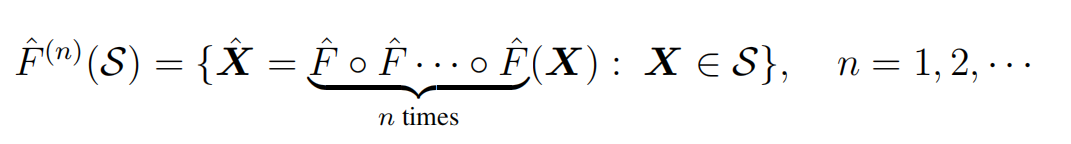 F̂⁽ⁿ⁾(𝒮) = {X̂ = F̂ ∘ F̂ ⋯ ∘ F̂(X) : X ∈ 𝒮}, n = 1, 2, ⋯
n times